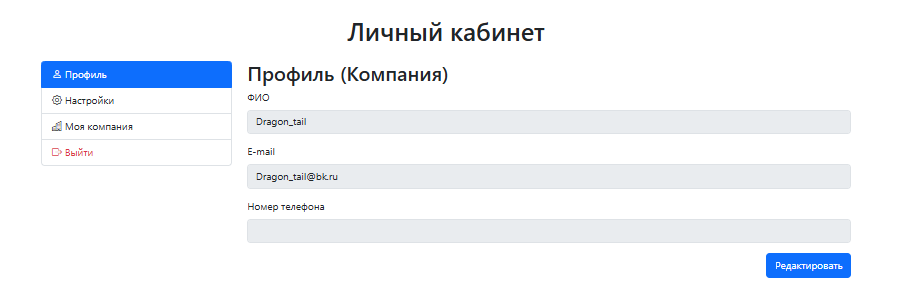 Личный кабинет
Профиль
Настройки
Моя компания
Выйти
Профиль (Компания)
ФИО
Dragon_tail
E-mail
Dragon_tail@bk.ru
Номер телефона
Редактировать